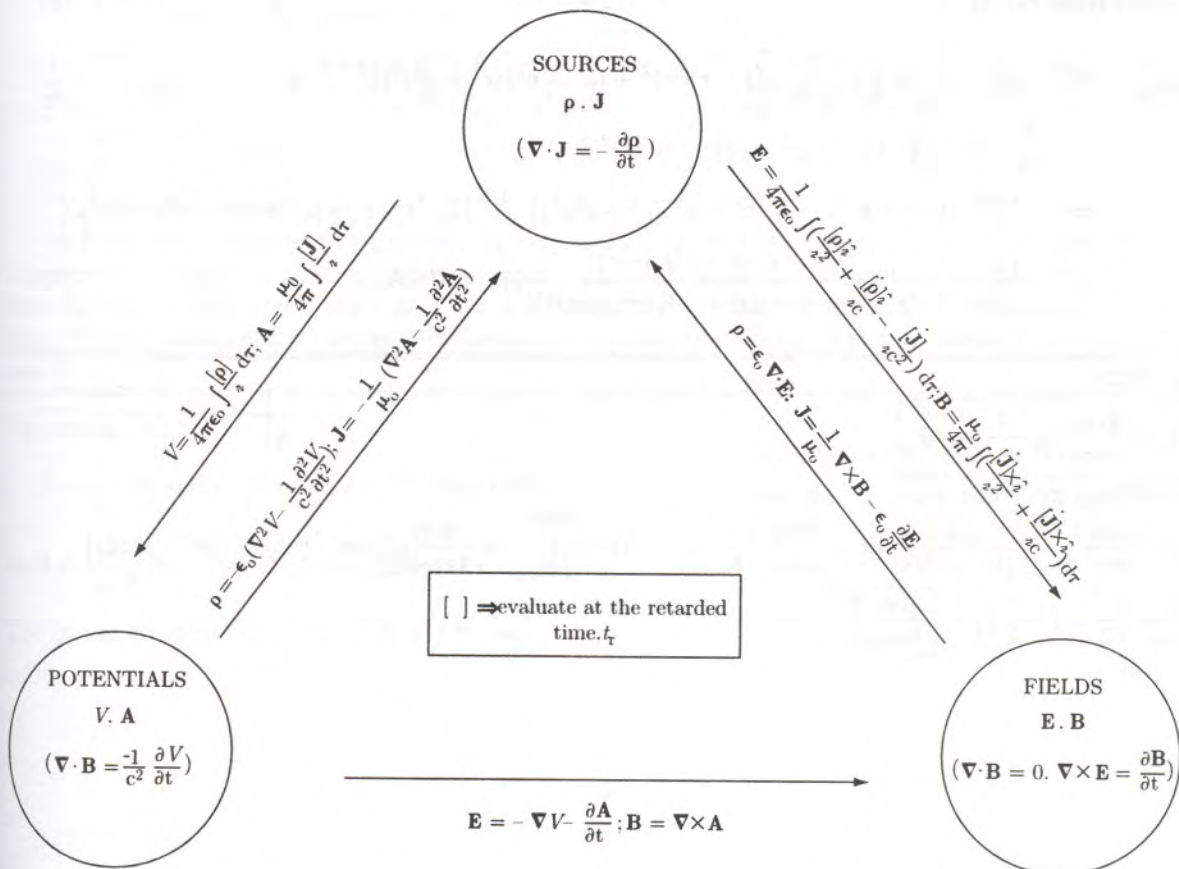 SOURCES
ρ . J
(∇·J = - ∂ρ/∂t)
V = 1/4πϵ₀ ∫ [ρ]/𝓇 dτ; A = μ₀/4π ∫ [J]/𝓇 dτ
ρ = -ϵ₀(∇²V - 1/c² ∂²V/∂t²); J = - 1/μ₀ (∇²A - 1/c² ∂²A/∂t²)
E = 1/4πϵ₀ ∫([ρ]𝓇̂/𝓇² + [ρ̇]𝓇̂/𝓇c - [J̇]/𝓇c²) dτ; B = μ₀/4π ∫([J̇]×𝓇̂/𝓇² + [J̇]×𝓇̂/𝓇c)dτ
ρ = ϵ₀ ∇·E: J = 1/μ₀ ∇×B - ϵ₀ ∂E/∂t
[ ] ⇒evaluate at the retarded
time.tᵣ
POTENTIALS
V. A
(∇·B = -1/c² ∂V/∂t)
FIELDS
E . B
(∇·B = 0. ∇×E = ∂B/∂t)
E = - ∇V - ∂A/∂t ; B = ∇×A